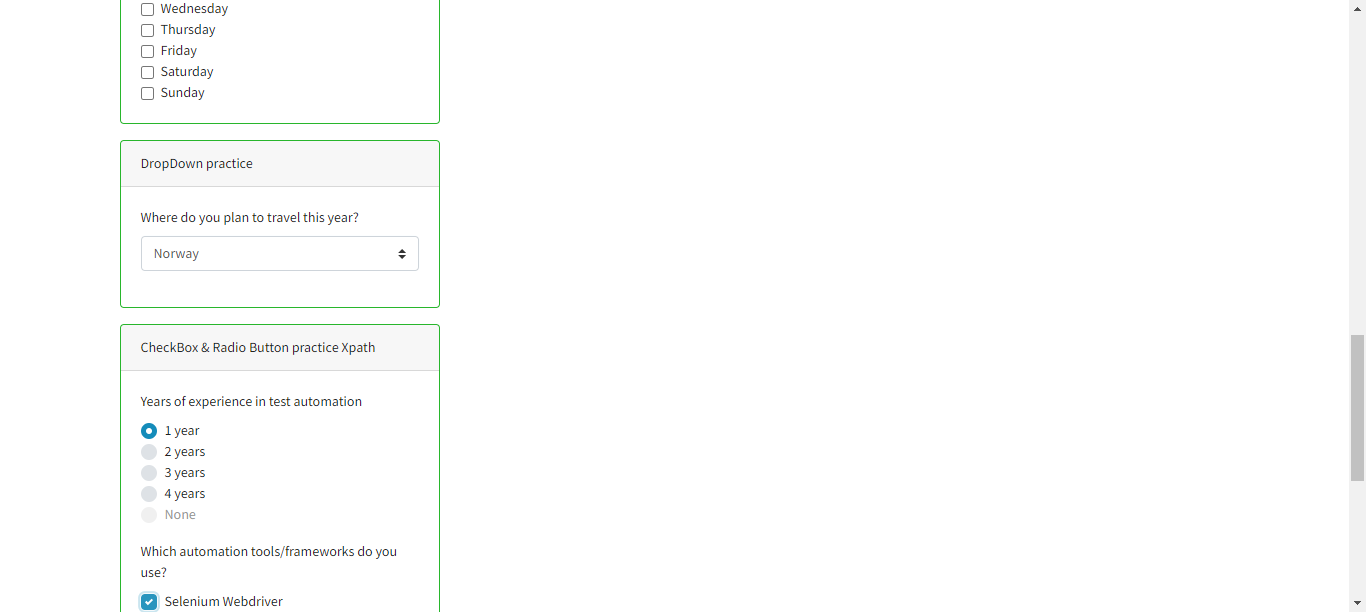 Wednesday
Thursday
Friday
Saturday
Sunday
DropDown practice
Where do you plan to travel this year?
Norway
CheckBox & Radio Button practice Xpath
Years of experience in test automation
1 year
2 years
3 years
4 years
None
Which automation tools/frameworks do you
use?
Selenium Webdriver